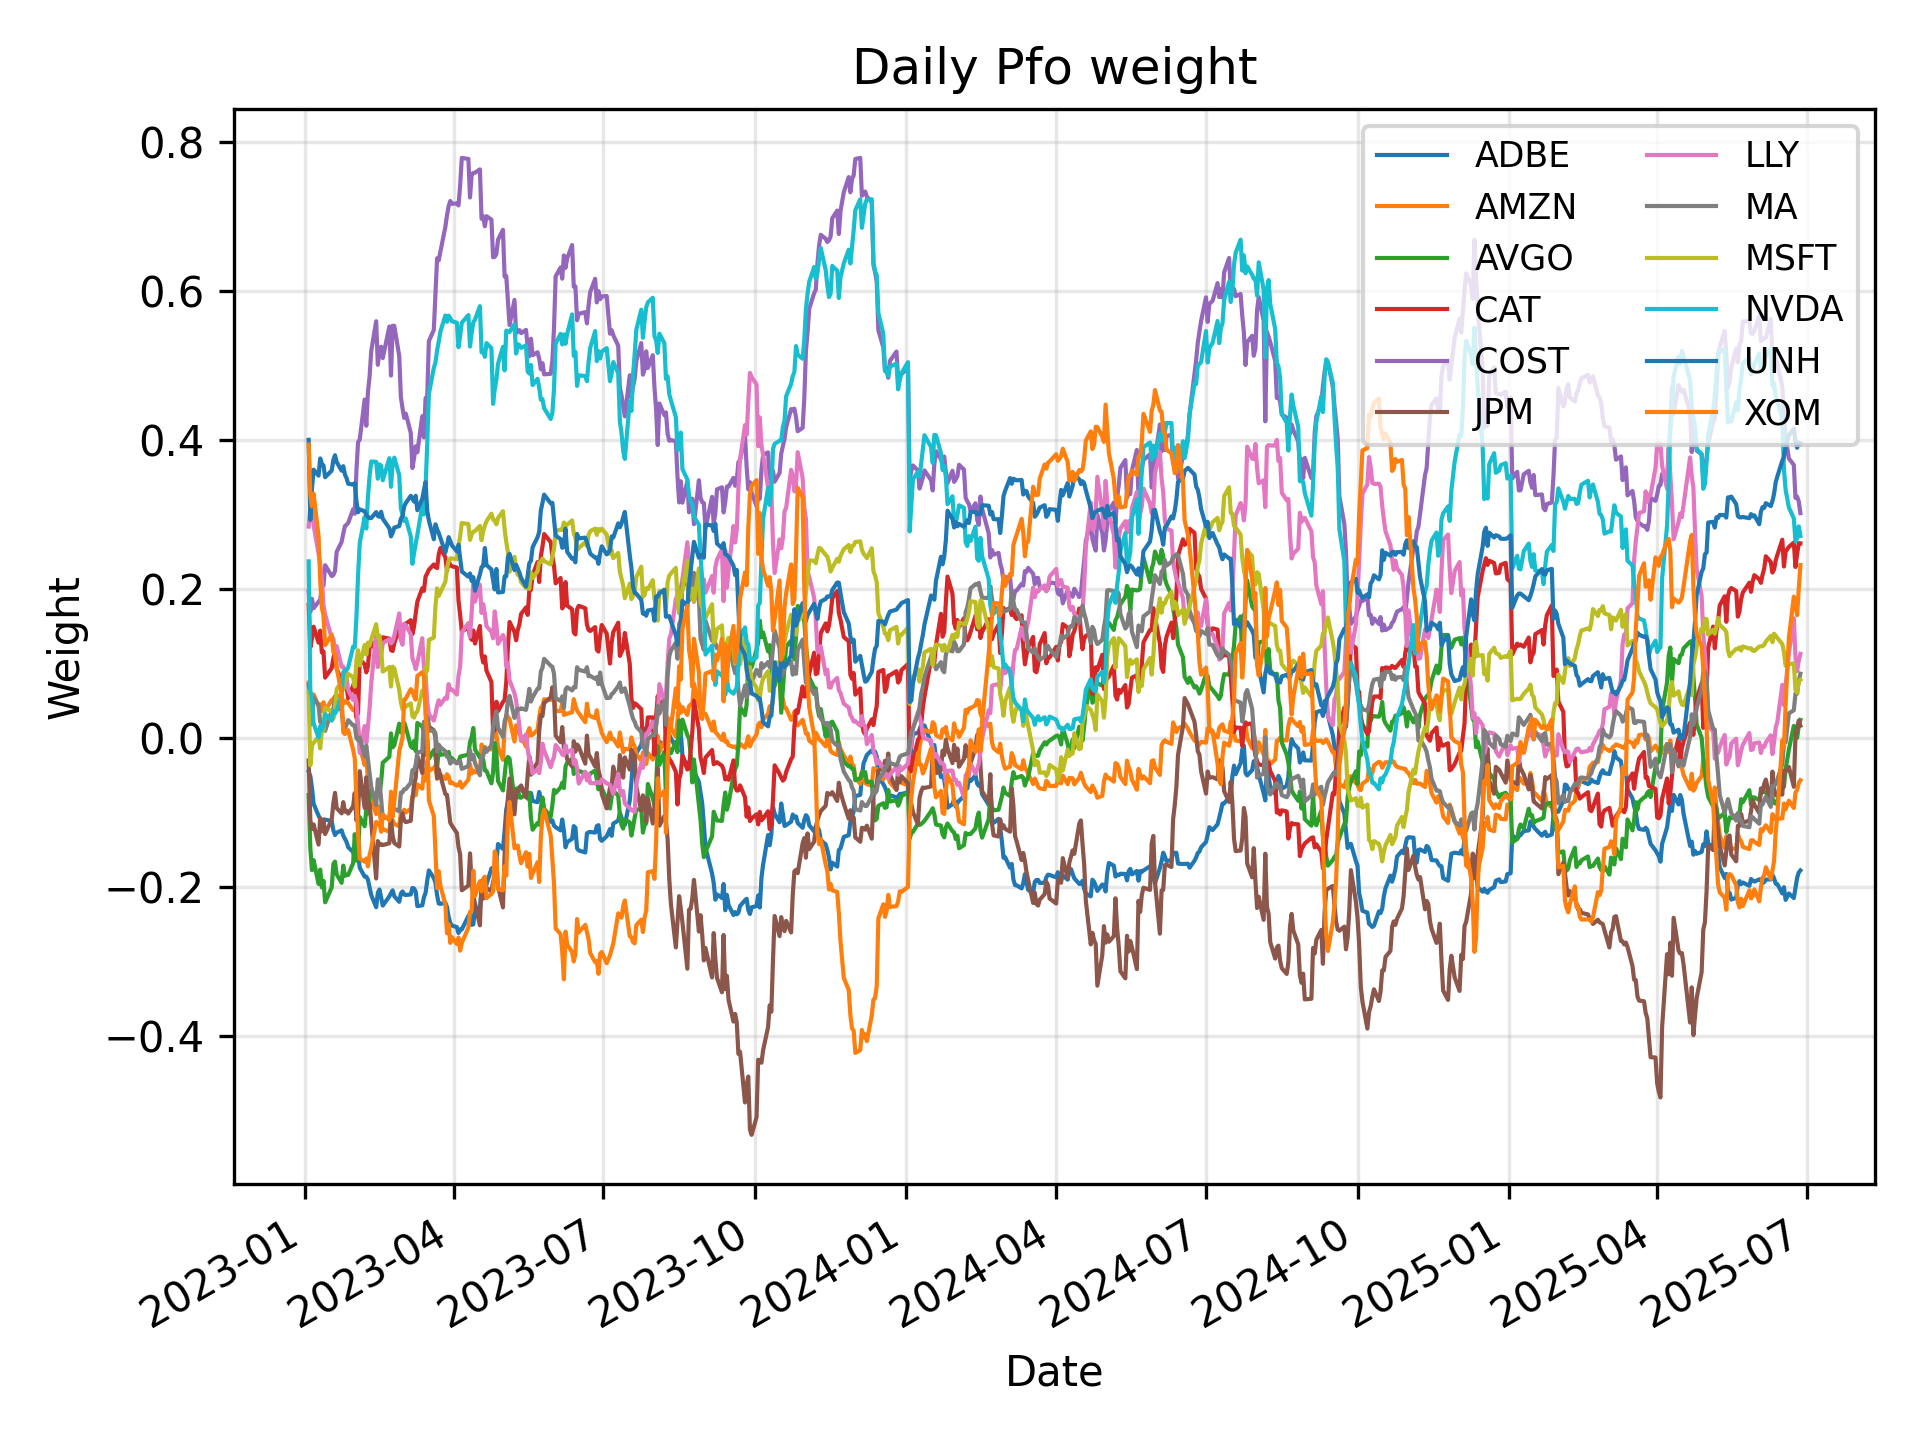 Daily Pfo weight
0.8
0.6
0.4
0.2
0.0
−0.2
−0.4
Weight
ADBE
AMZN
AVGO
CAT
COST
JPM
LLY
MA
MSFT
NVDA
UNH
XOM
2023-01
2023-04
2023-07
2023-10
2024-01
2024-04
2024-07
2024-10
2025-01
2025-04
2025-07
Date